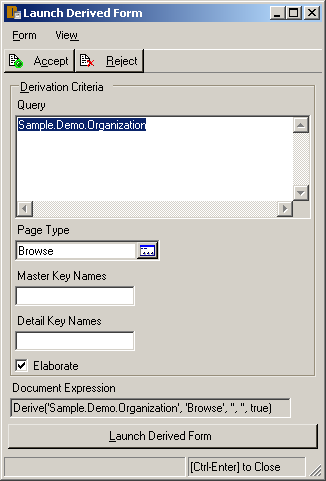 Launch Derived Form
Form View
Accept Reject
Derivation Criteria
Query
Sample.Demo.Organization
Page Type
Browse
Master Key Names
Detail Key Names
Elaborate
Document Expression
Derive('Sample.Demo.Organization', 'Browse', '', '', true)
Launch Derived Form
[Ctrl-Enter] to Close